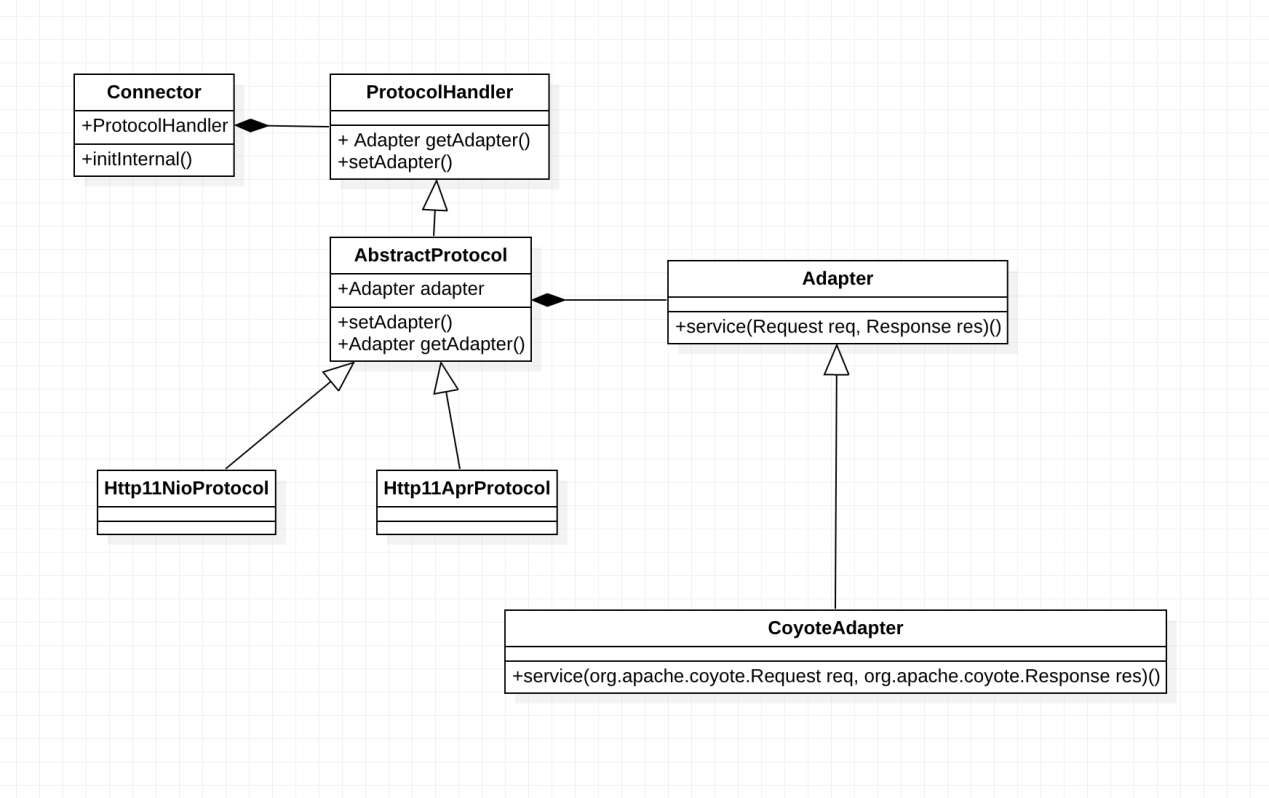 Connector
+ProtocolHandler
+initInternal()
ProtocolHandler
+ Adapter getAdapter()
+setAdapter()
AbstractProtocol
+Adapter adapter
+setAdapter()
+Adapter getAdapter()
Adapter
+service(Request req, Response res)()
Http11NioProtocol
Http11AprProtocol
CoyoteAdapter
+service(org.apache.coyote.Request req, org.apache.coyote.Response res)()